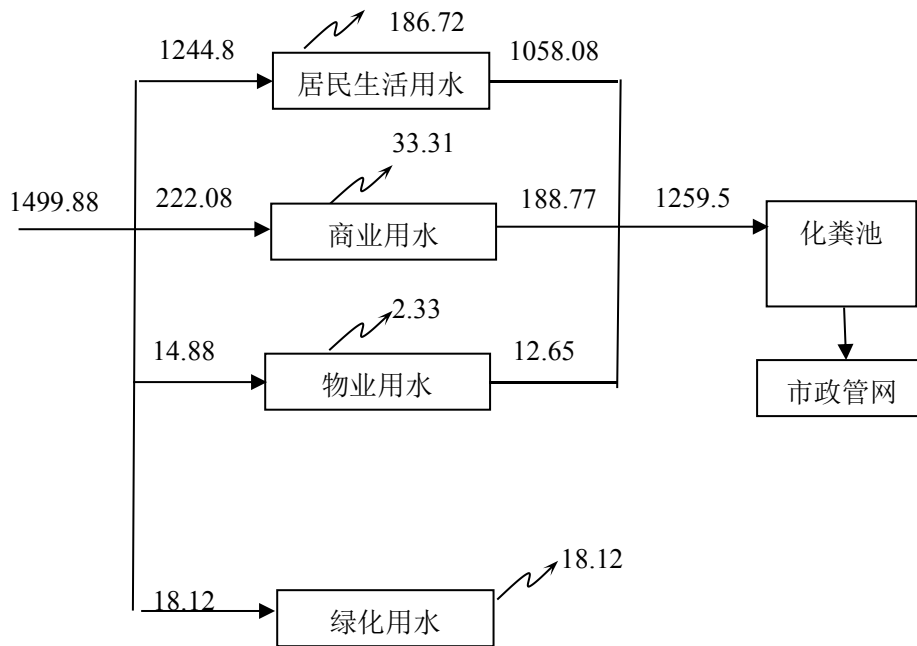 186.72
1244.8
1058.08
居民生活用水
33.31
1499.88
222.08
188.77
1259.5
商业用水
化粪池
2.33
14.88
12.65
物业用水
市政管网
18.12
18.12
绿化用水